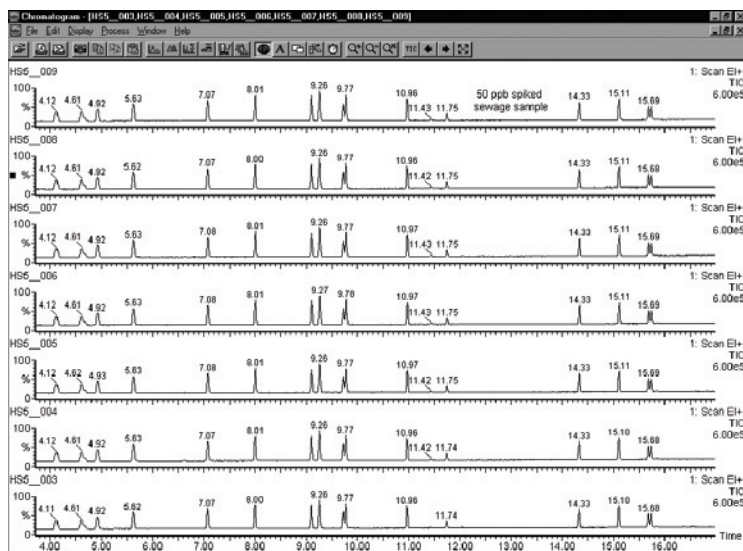 Chromatogram - [HS5__003,HS5__004,HS5__005,HS5__006,HS5__007,HS5__008,HS5__009]
File Edit Display Process Window Help
TIC
HS5__009
1: Scan EI+
TIC
6.00e5
100
%
0
4.12 4.61 4.92 5.63 7.07 8.01 9.26 9.77 10.96 11.43 11.75 14.33 15.11 15.69
50 ppb spiked
sewage sample
HS5__008
1: Scan EI+
TIC
6.00e5
100
%
0
4.12 4.61 4.92 5.62 7.07 8.00 9.26 9.77 10.96 11.42 11.75 14.33 15.11 15.68
HS5__007
1: Scan EI+
TIC
6.00e5
100
%
0
4.12 4.61 4.92 5.63 7.08 8.01 9.26 9.77 10.97 11.43 11.75 14.33 15.11 15.69
HS5__006
1: Scan EI+
TIC
6.00e5
100
%
0
4.12 4.61 4.92 5.63 7.08 8.01 9.27 9.78 10.97 11.43 11.75 14.33 15.11 15.69
HS5__005
1: Scan EI+
TIC
6.00e5
100
%
0
4.12 4.62 4.93 5.63 7.08 8.01 9.26 9.77 10.97 11.42 11.75 14.33 15.11 15.69
HS5__004
1: Scan EI+
TIC
6.00e5
100
%
0
4.12 4.61 4.92 5.63 7.07 8.01 9.26 9.77 10.96 11.42 11.74 14.33 15.10 15.68
HS5__003
1: Scan EI+
TIC
6.00e5
100
%
0
4.11 4.61 4.92 5.62 7.07 8.00 9.26 9.77 10.96 11.74 14.33 15.10 15.68
4.00 5.00 6.00 7.00 8.00 9.00 10.00 11.00 12.00 13.00 14.00 15.00 16.00 Time